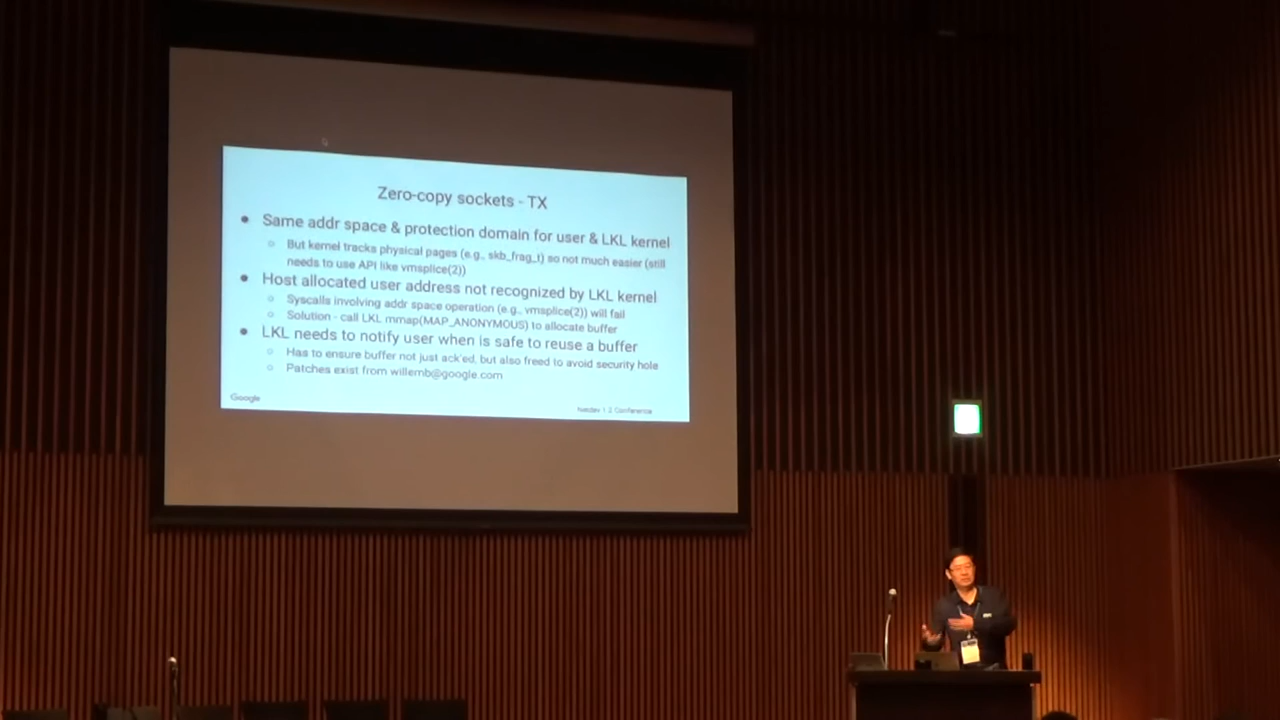 Zero-copy sockets - TX
● Same addr space & protection domain for user & LKL kernel
○ But kernel tracks physical pages (e.g., skb_frag_t) so not much easier (still
needs to use API like vmsplice(2))
● Host allocated user address not recognized by LKL kernel
○ Syscalls involving addr space operation (e.g., vmsplice(2)) will fail
○ Solution - call LKL mmap(MAP_ANONYMOUS) to allocate buffer
● LKL needs to notify user when is safe to reuse a buffer
○ Has to ensure buffer not just ack'ed, but also freed to avoid security hole
○ Patches exist from willemb@google.com
Google
Netdev 1.2 Conference